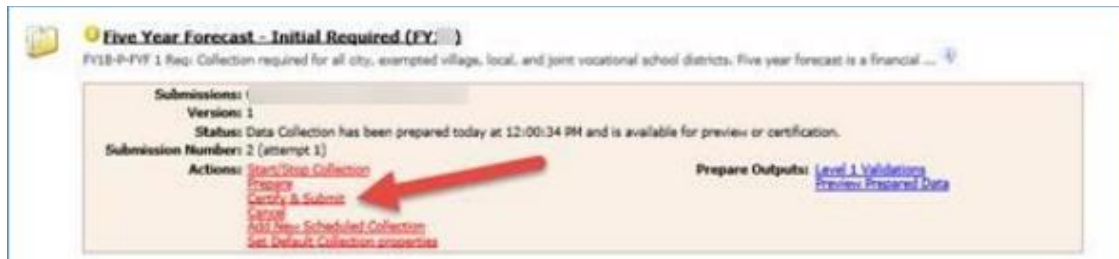 Five Year Forecast - Initial Required (FY )
FY18-P-FYF 1 Req: Collection required for all city, exempted village, local, and joint vocational school districts. Five year forecast is a financial ...
Submissions:
Version: 1
Status: Data Collection has been prepared today at 12:00:34 PM and is available for preview or certification.
Submission Number: 2 (attempt 1)
Actions: Start/Stop Collection
Prepare
Certify & Submit
Cancel
Add New Scheduled Collection
Set Default Collection properties
Prepare Outputs: Level 1 Validations
Preview Prepared Data